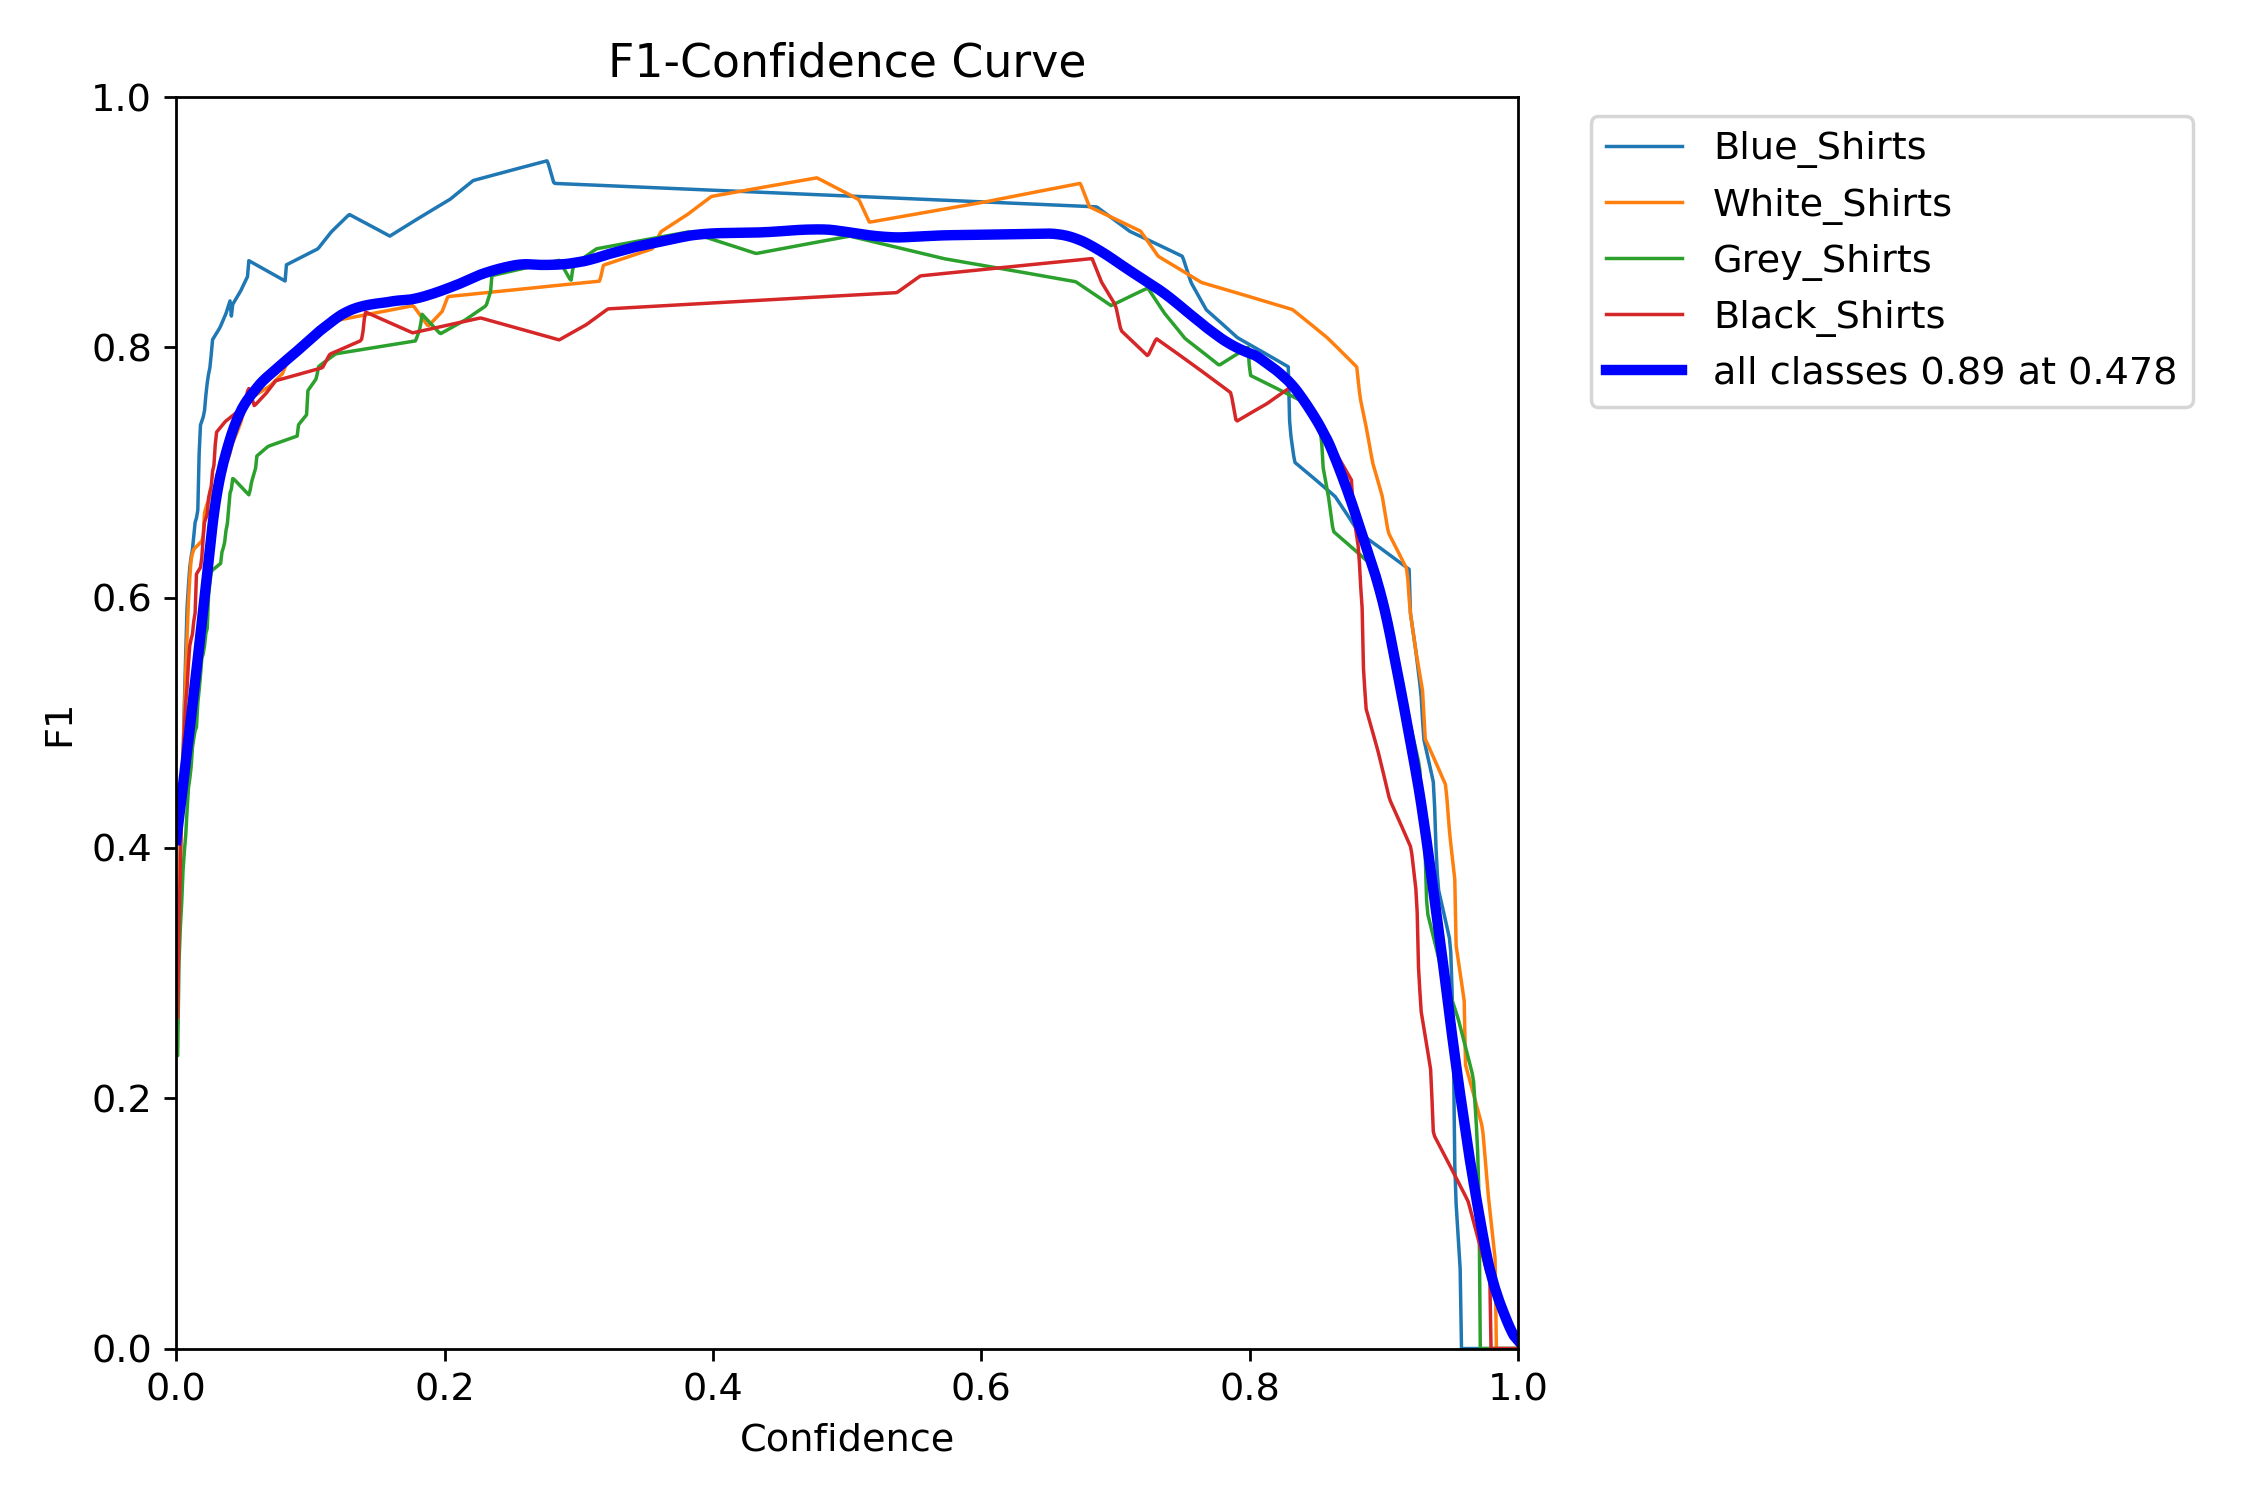 F1-Confidence Curve
1.0
0.8
0.6
0.4
0.2
0.0
F1
0.0 0.2 0.4 0.6 0.8 1.0
Confidence
Blue_Shirts
White_Shirts
Grey_Shirts
Black_Shirts
all classes 0.89 at 0.478